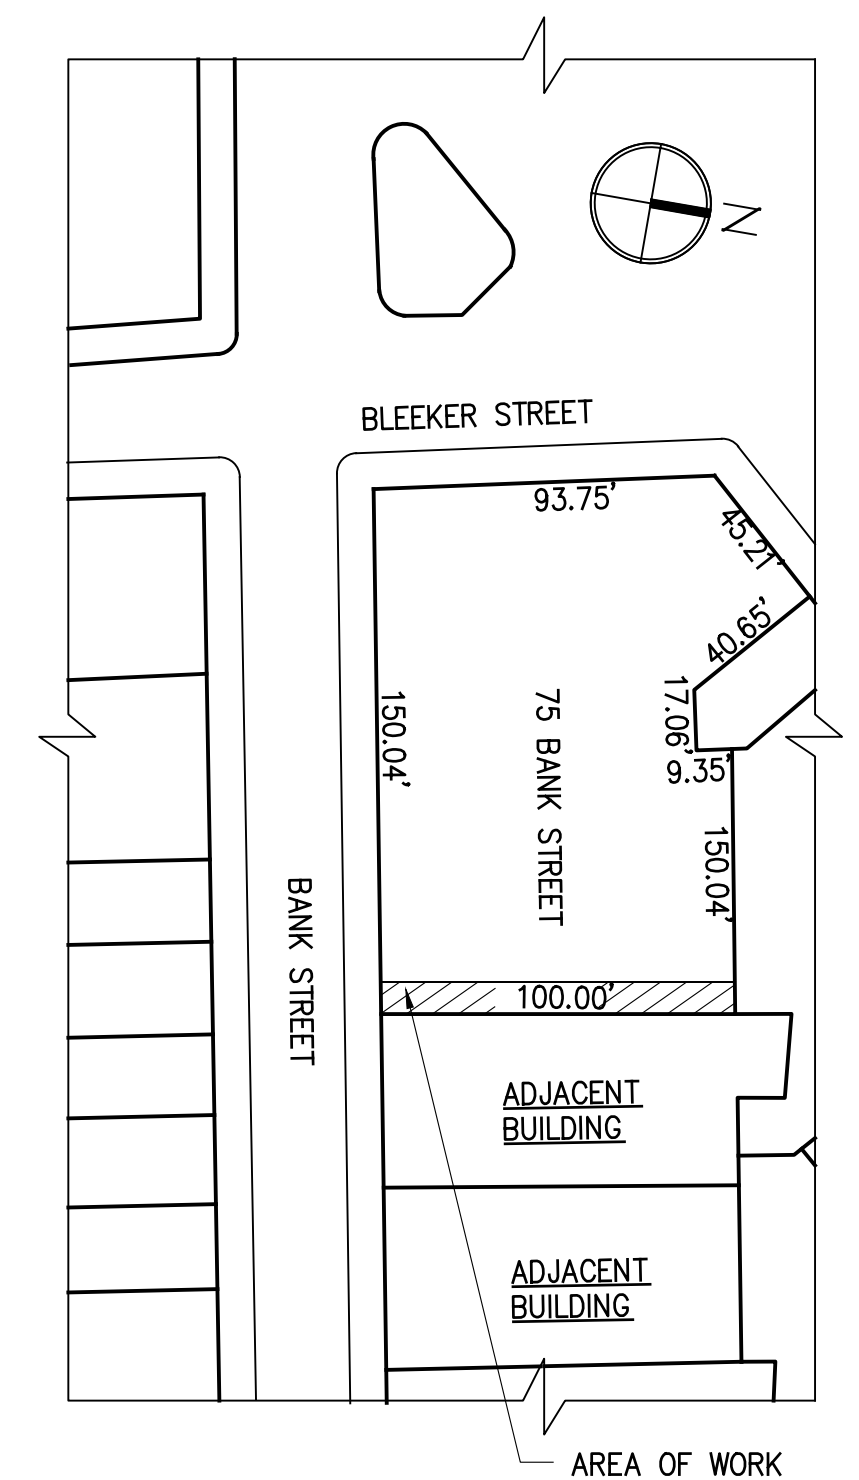 N
BLEEKER STREET
93.75'
45.21'
40.65'
17.06'
9.35'
150.04'
75 BANK STREET
150.04'
BANK STREET
100.00'
ADJACENT
BUILDING
ADJACENT
BUILDING
AREA OF WORK